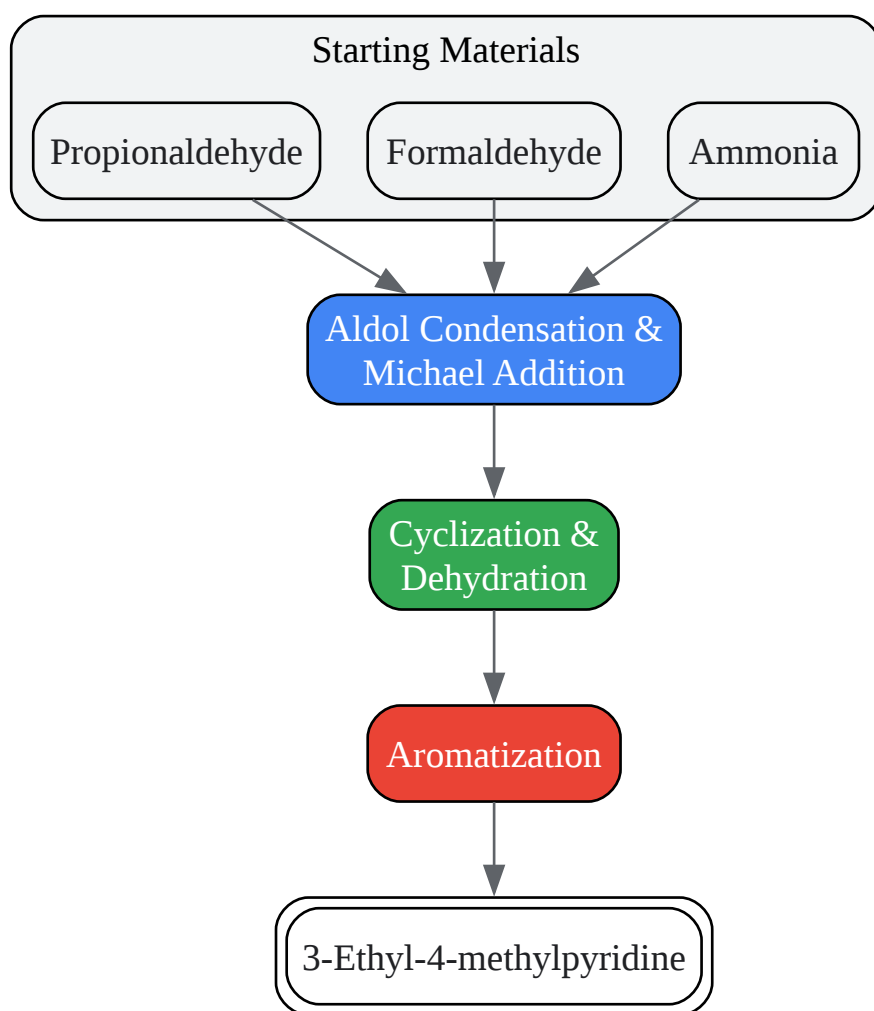 Starting Materials
Propionaldehyde
Formaldehyde
Ammonia
Aldol Condensation &
Michael Addition
Cyclization &
Dehydration
Aromatization
3-Ethyl-4-methylpyridine